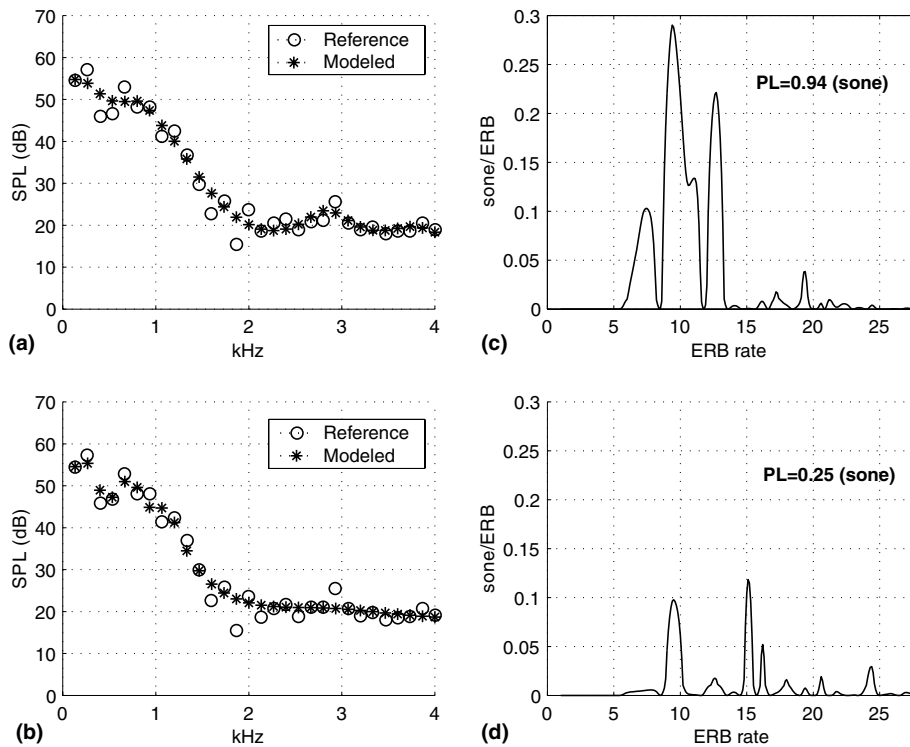 70
60
50
40
30
20
10
0
SPL (dB)
Reference
Modeled
0 1 2 3 4
kHz
(a)
0.3
0.25
0.2
0.15
0.1
0.05
0
sone/ERB
PL=0.94 (sone)
0 5 10 15 20 25
ERB rate
(c)
70
60
50
40
30
20
10
0
SPL (dB)
Reference
Modeled
0 1 2 3 4
kHz
(b)
0.3
0.25
0.2
0.15
0.1
0.05
0
sone/ERB
PL=0.25 (sone)
0 5 10 15 20 25
ERB rate
(d)